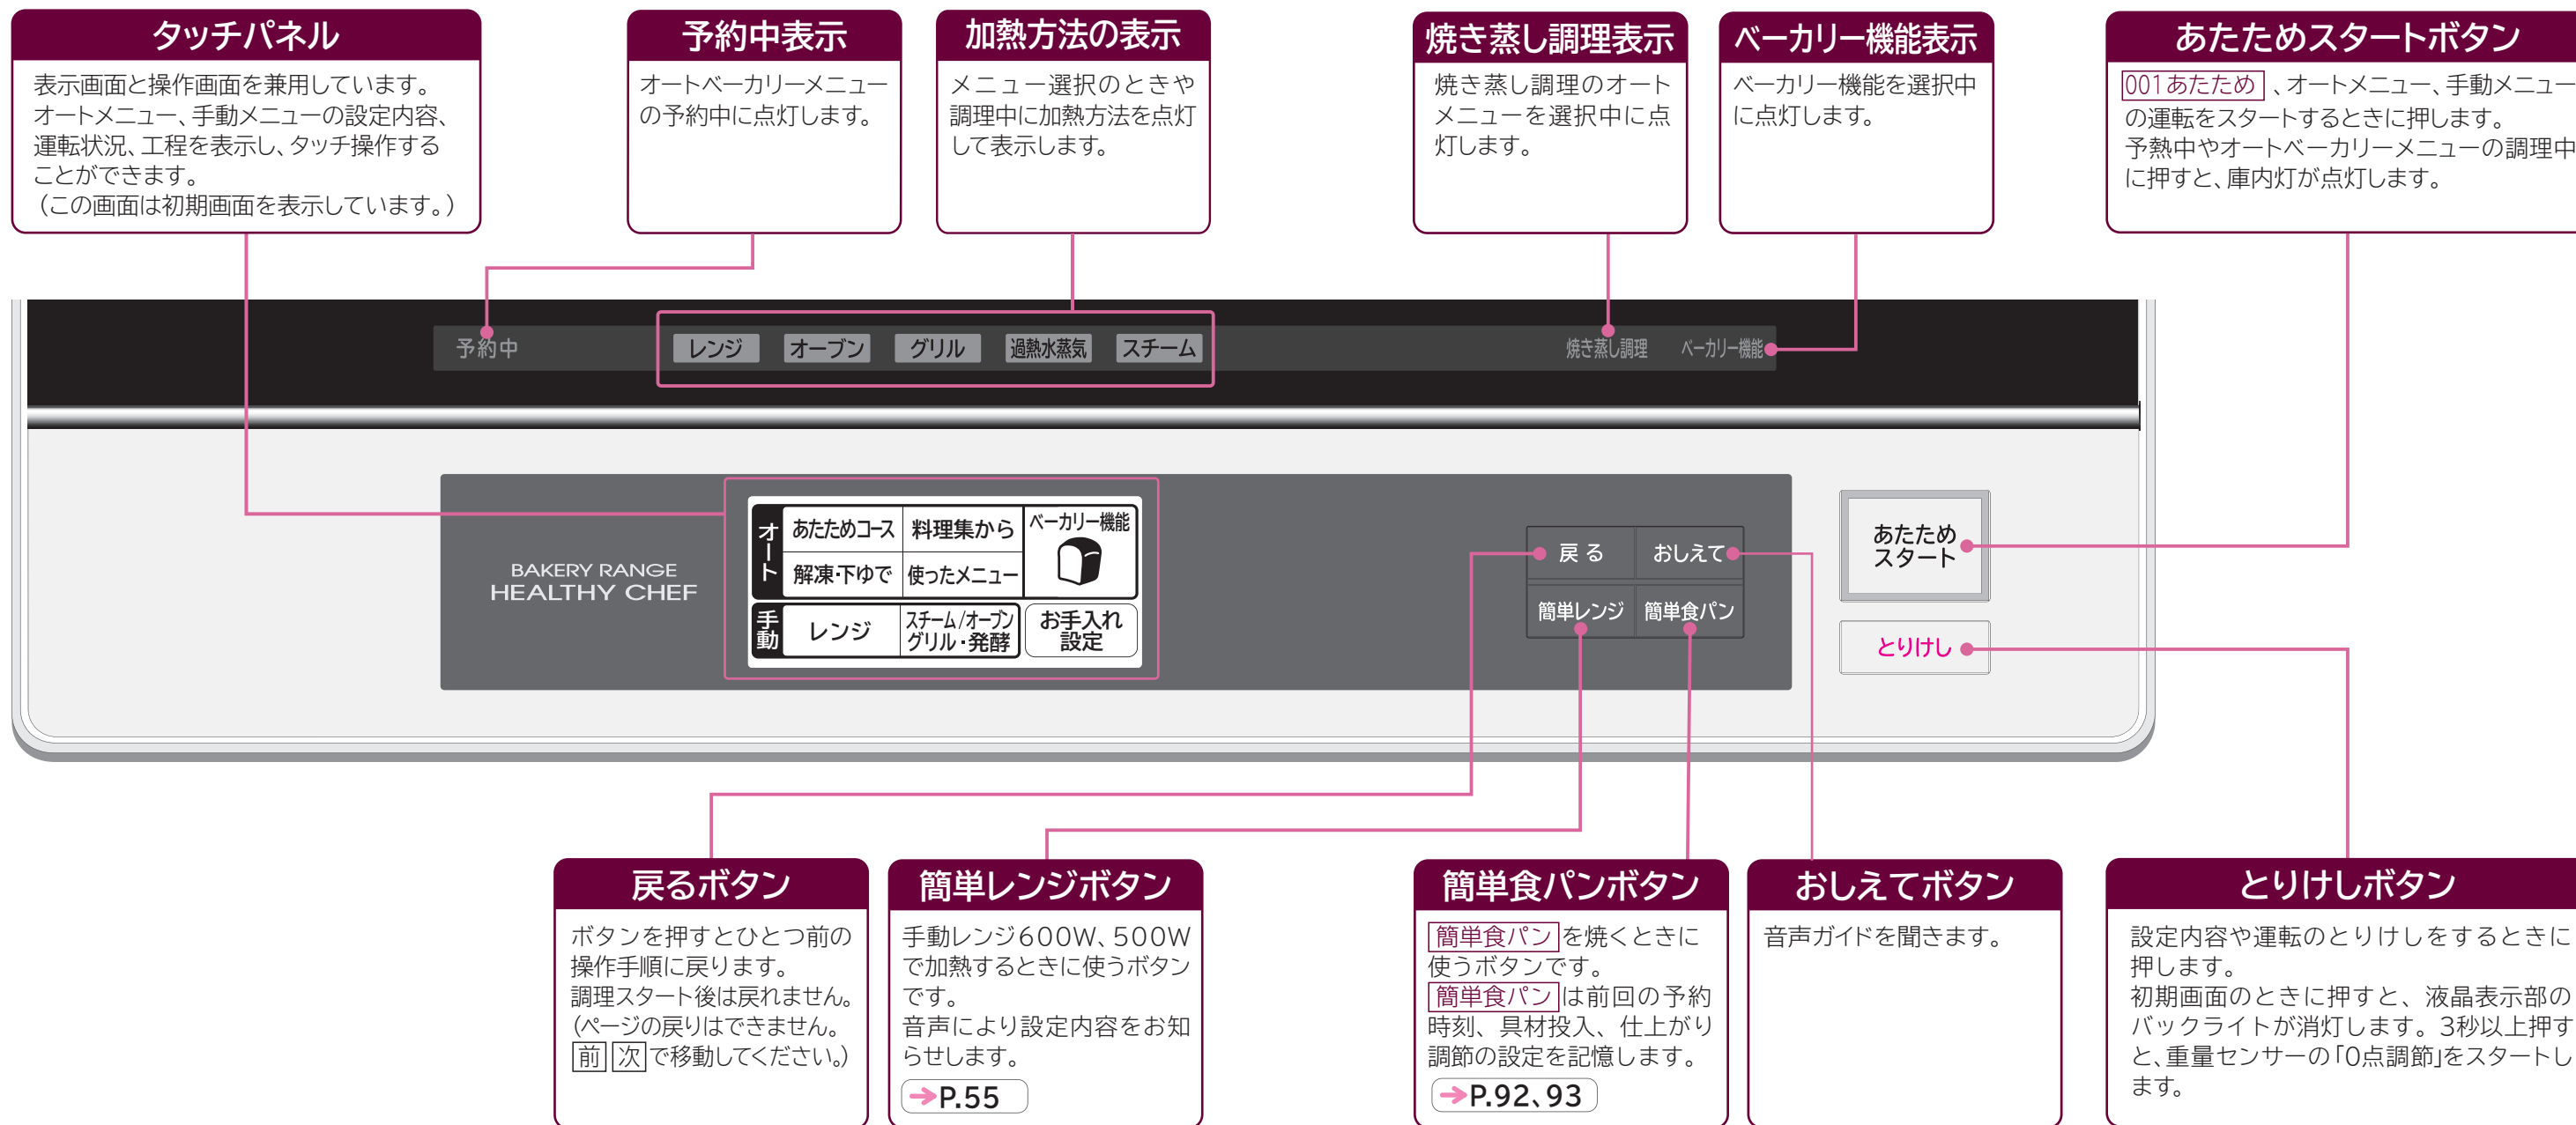 タッチパネル
表示画面と操作画面を兼用しています。
オートメニュー、手動メニューの設定内容、
運転状況、工程を表示し、タッチ操作する
ことができます。
（この画面は初期画面を表示しています。）
予約中表示
オートベーカリーメニュー
の予約中に点灯します。
加熱方法の表示
メニュー選択のときや
調理中に加熱方法を点灯
して表示します。
焼き蒸し調理表示
焼き蒸し調理のオート
メニューを選択中に点
灯します。
ベーカリー機能表示
ベーカリー機能を選択中
に点灯します。
あたためスタートボタン
001あたため、オートメニュー、手動メニュー
の運転をスタートするときに押します。
予熱中やオートベーカリーメニューの調理中
に押すと、庫内灯が点灯します。
予約中
レンジ オーブン グリル 過熱水蒸気 スチーム
焼き蒸し調理 ベーカリー機能
BAKERY RANGE
HEALTHY CHEF
オート
あたためコース 料理集から ベーカリー機能
解凍・下ゆで 使ったメニュー
手動
レンジ
スチーム/オーブン
グリル・発酵
お手入れ
設定
戻る おしえて
簡単レンジ 簡単食パン
あたため
スタート
とりけし
戻るボタン
ボタンを押すとひとつ前の
操作手順に戻ります。
調理スタート後は戻れません。
(ページの戻りはできません。
前 次で移動してください。)
簡単レンジボタン
手動レンジ600W、500W
で加熱するときに使うボタン
です。
音声により設定内容をお知
らせします。
→P.55
簡単食パンボタン
簡単食パンを焼くときに
使うボタンです。
簡単食パンは前回の予約
時刻、具材投入、仕上がり
調節の設定を記憶します。
→P.92、93
おしえてボタン
音声ガイドを聞きます。
とりけしボタン
設定内容や運転のとりけしをするときに
押します。
初期画面のときに押すと、液晶表示部の
バックライトが消灯します。3秒以上押す
と、重量センサーの「0点調節」をスタートし
ます。